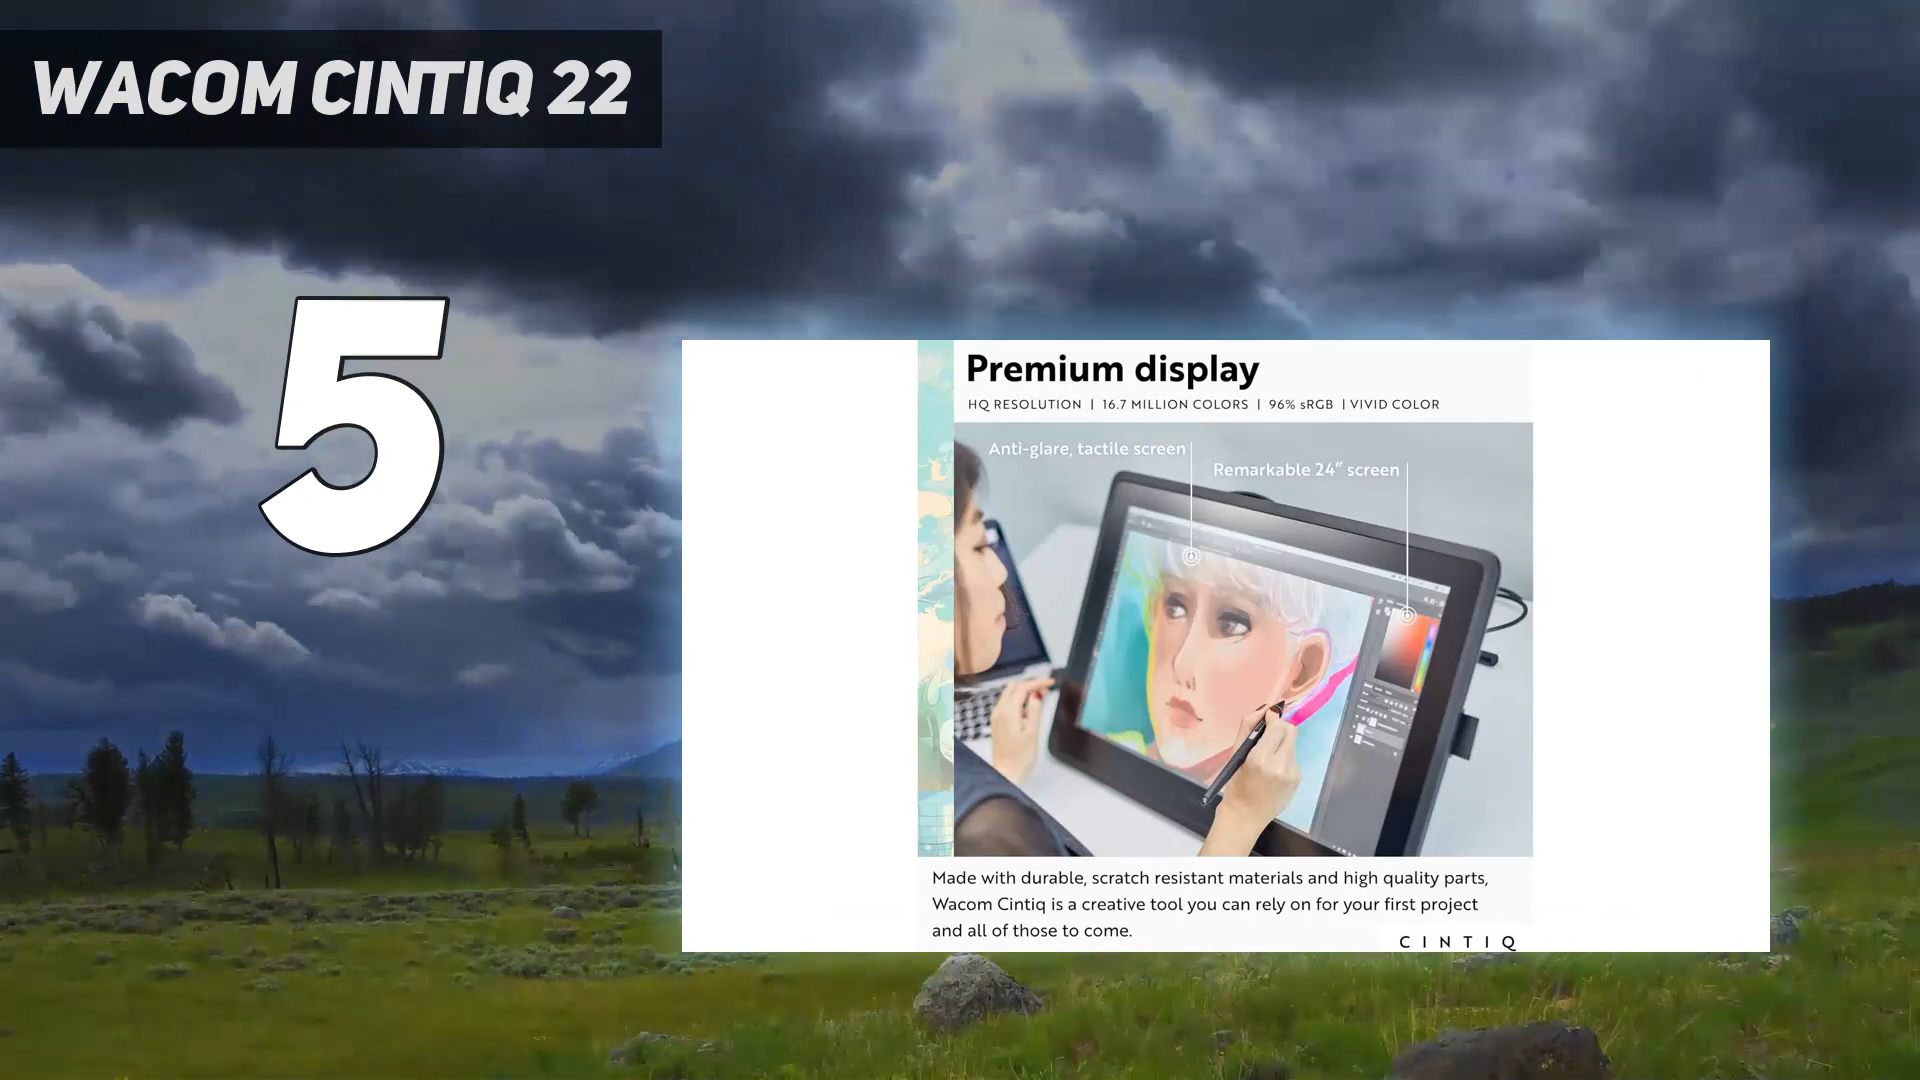 WACOM CINTIQ 22
5
Premium display
HQ RESOLUTION | 16.7 MILLION COLORS | 96% sRGB | VIVID COLOR
Anti-glare, tactile screen
Remarkable 24" screen
Made with durable, scratch resistant materials and high quality parts,
Wacom Cintiq is a creative tool you can rely on for your first project
and all of those to come.
CINTIQ